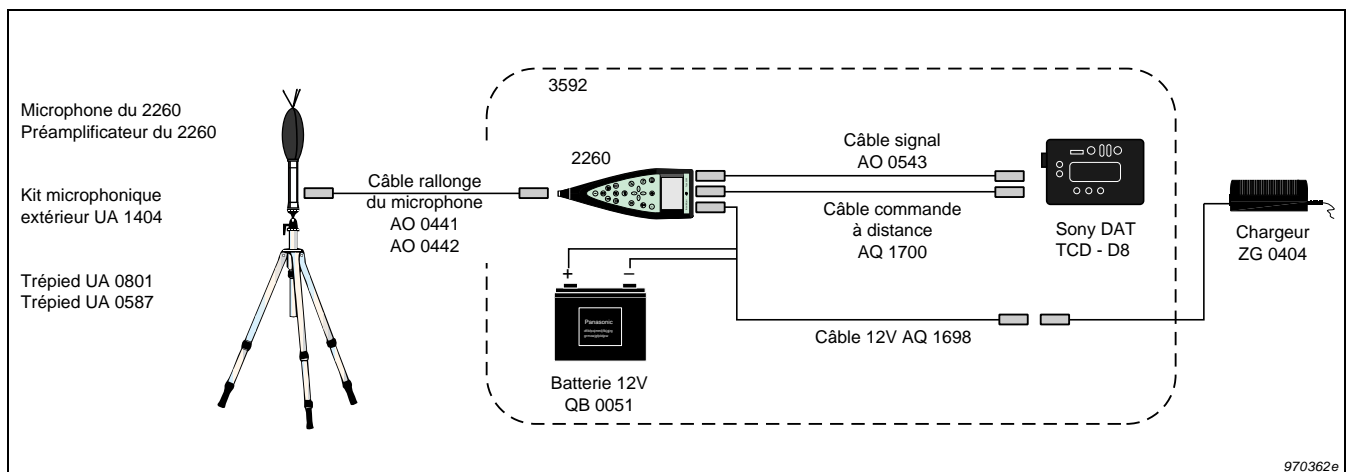 Microphone du 2260
Préamplificateur du 2260
Kit microphonique
extérieur UA 1404
Trépied UA 0801
Trépied UA 0587
Câble rallonge
du microphone
AO 0441
AO 0442
3592
2260
Câble signal
AO 0543
Câble commande
à distance
AQ 1700
Sony DAT
TCD - D8
Chargeur
ZG 0404
+
–
Panasonic
Batterie 12V
QB 0051
Câble 12V AQ 1698
970362e